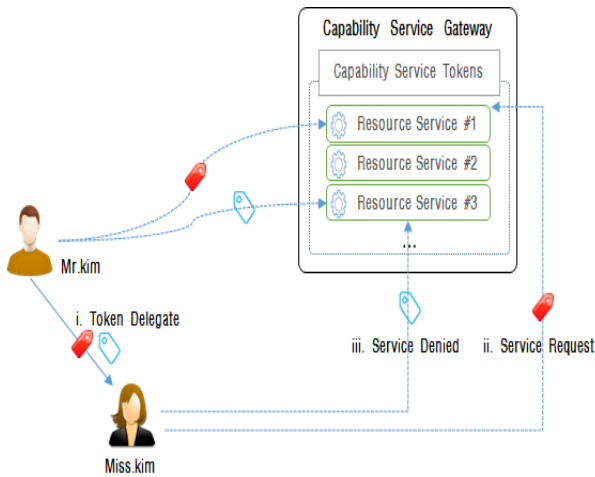 Capability Service Gateway
Capability Service Tokens
Resource Service #1
Resource Service #2
Resource Service #3
...
Mr.kim
i. Token Delegate
iii. Service Denied
ii. Service Request
Miss.kim